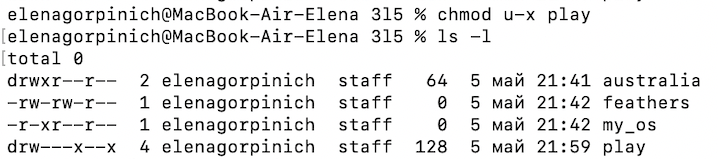 elenagorpinich@MacBook-Air-Elena 3l5 % chmod u-x play
[elenagorpinich@MacBook-Air-Elena 3l5 % ls -l
[total 0
drwxr--r--  2 elenagorpinich  staff   64  5 май 21:41 australia
-rw-rw-r--  1 elenagorpinich  staff    0  5 май 21:42 feathers
-r-xr--r--  1 elenagorpinich  staff    0  5 май 21:42 my_os
drw---x--x  4 elenagorpinich  staff  128  5 май 21:59 play